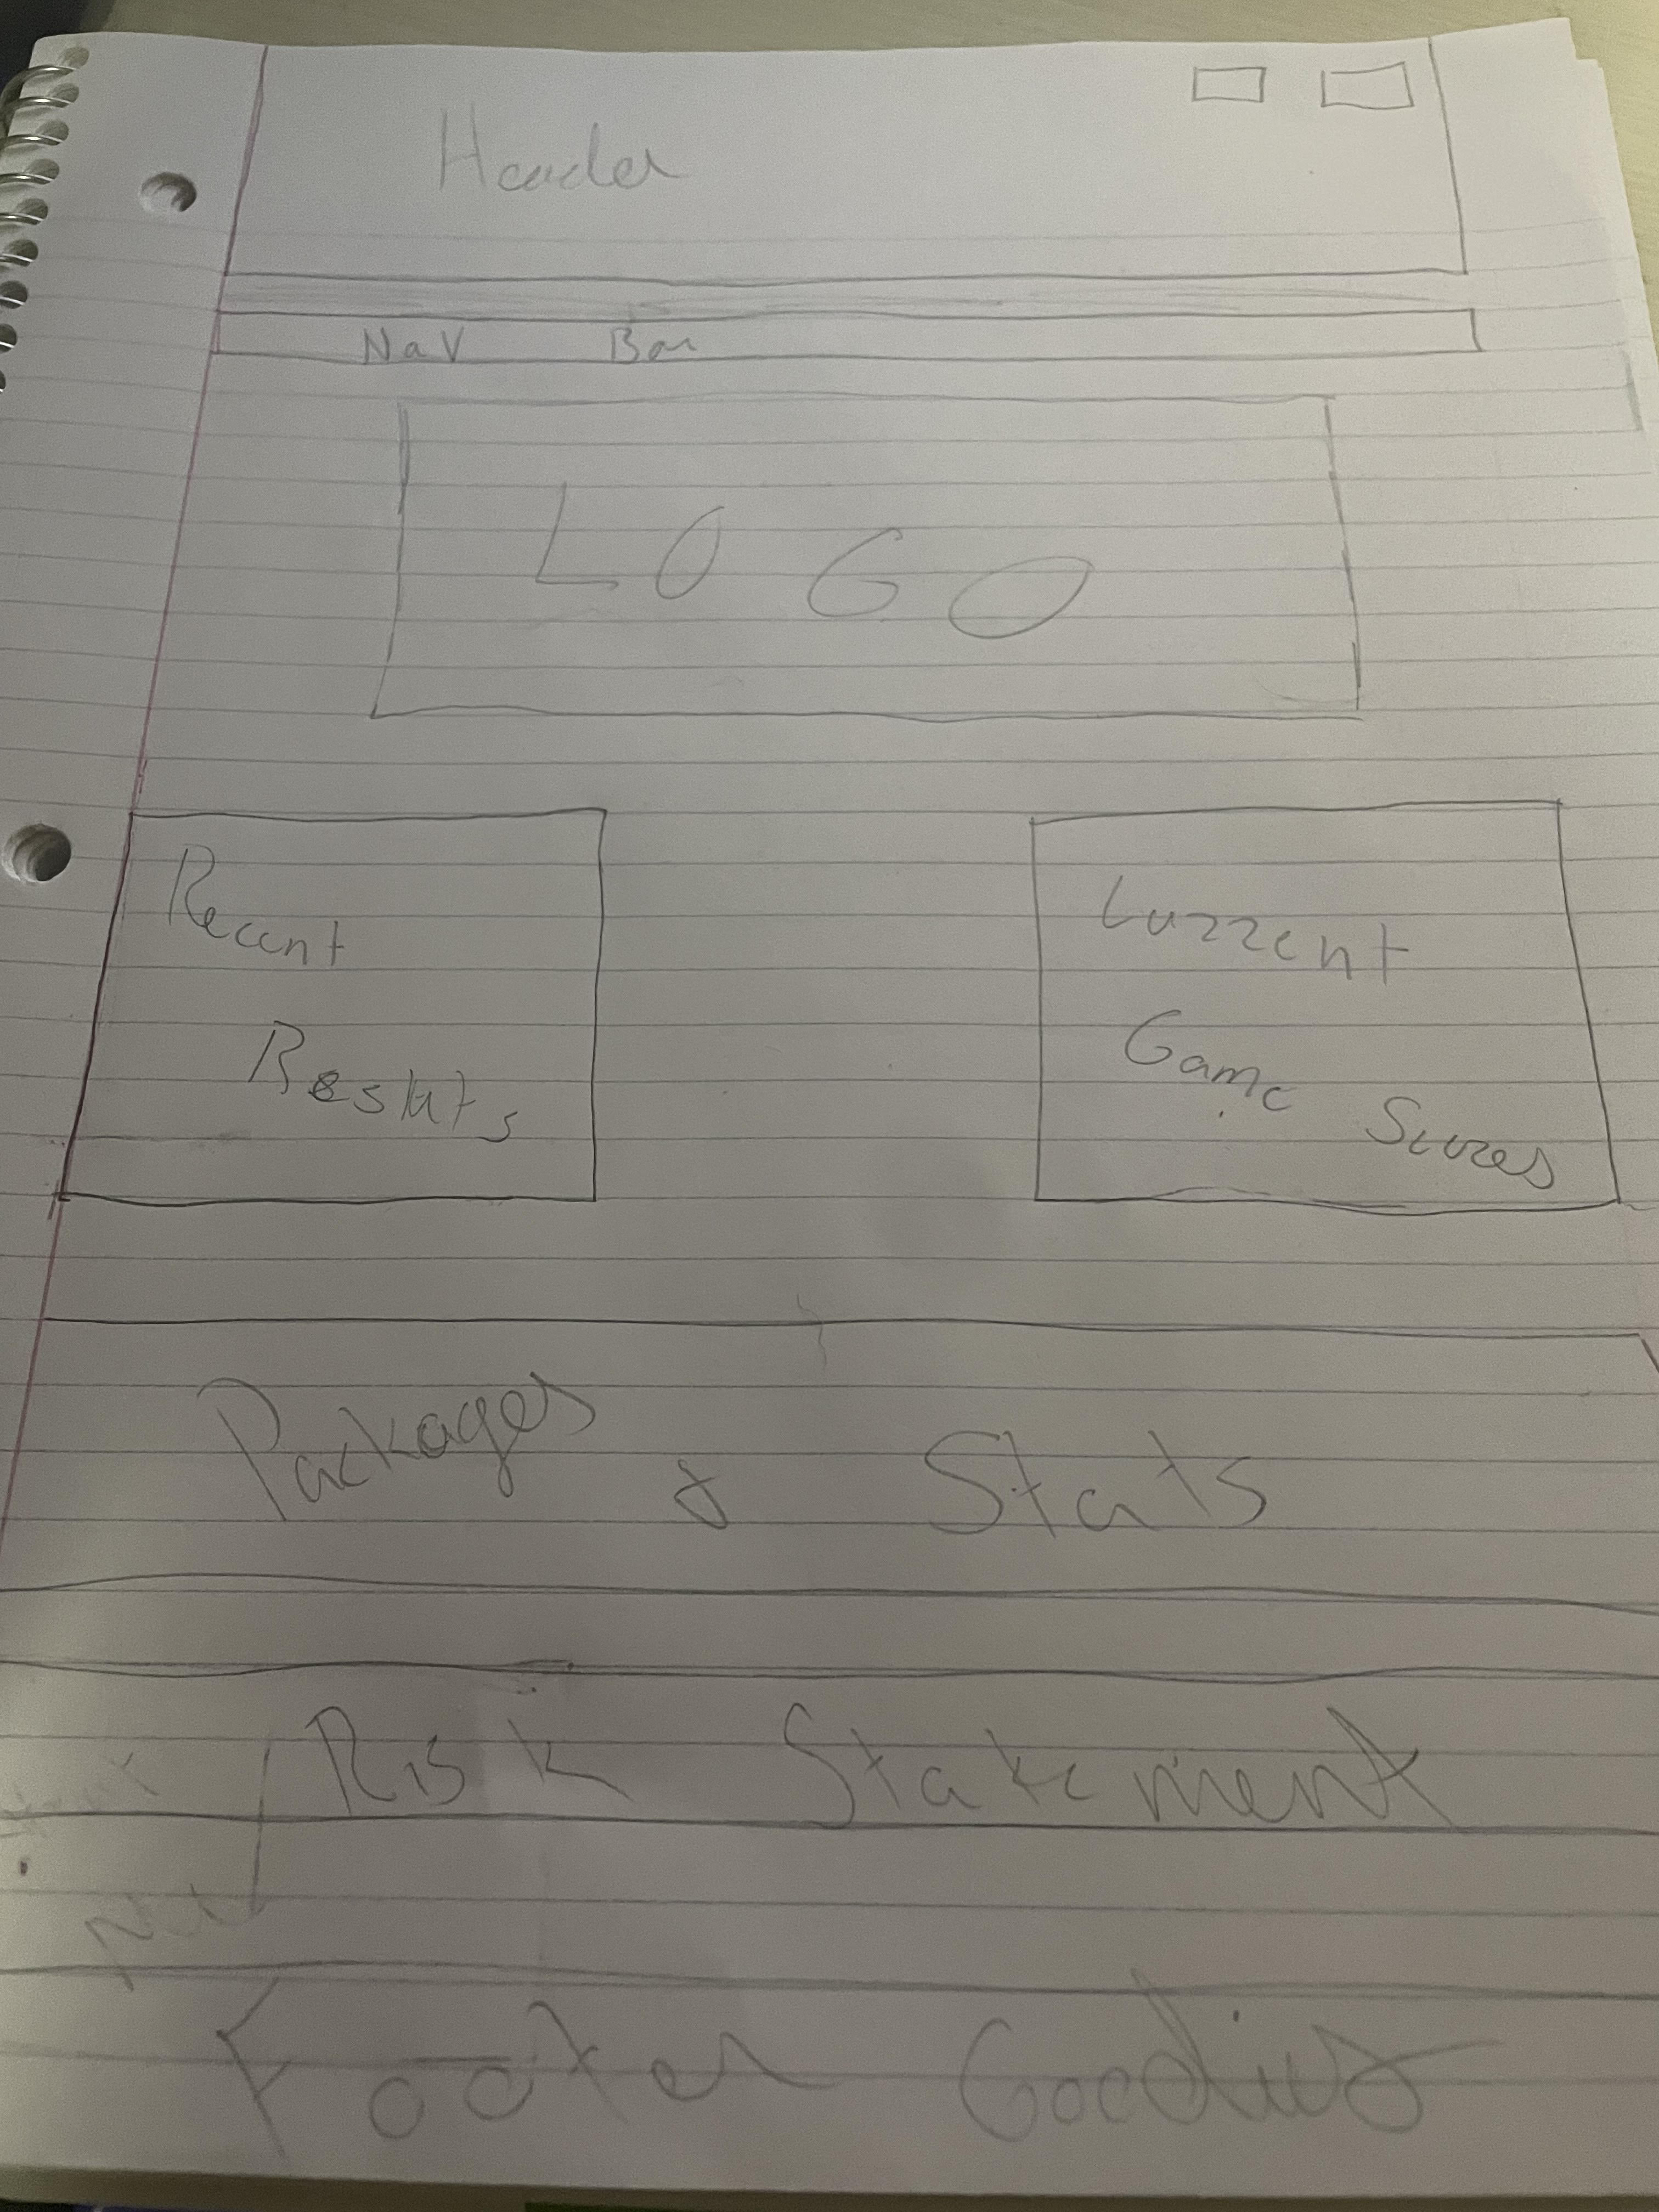 Header
Nav Bar
LOGO
Recent
Results
Current
Game Scores
Packages & Stats
Risk Statement
Footer Goodies